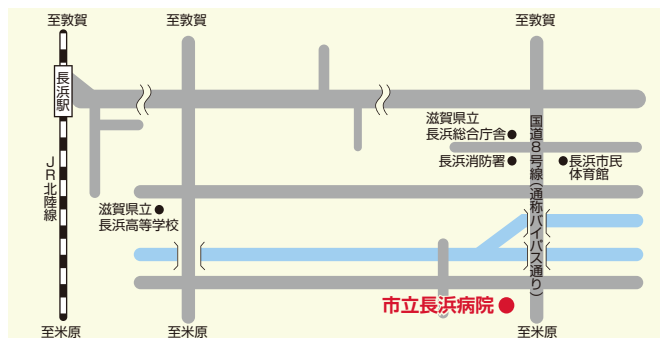 至敦賀
至敦賀
至敦賀
長浜駅
滋賀県立
長浜総合庁舎
国道8号線(通称バイパス通り)
長浜消防署
長浜市民
体育館
JR北陸線
滋賀県立
長浜高等学校
市立長浜病院
至米原
至米原
至米原